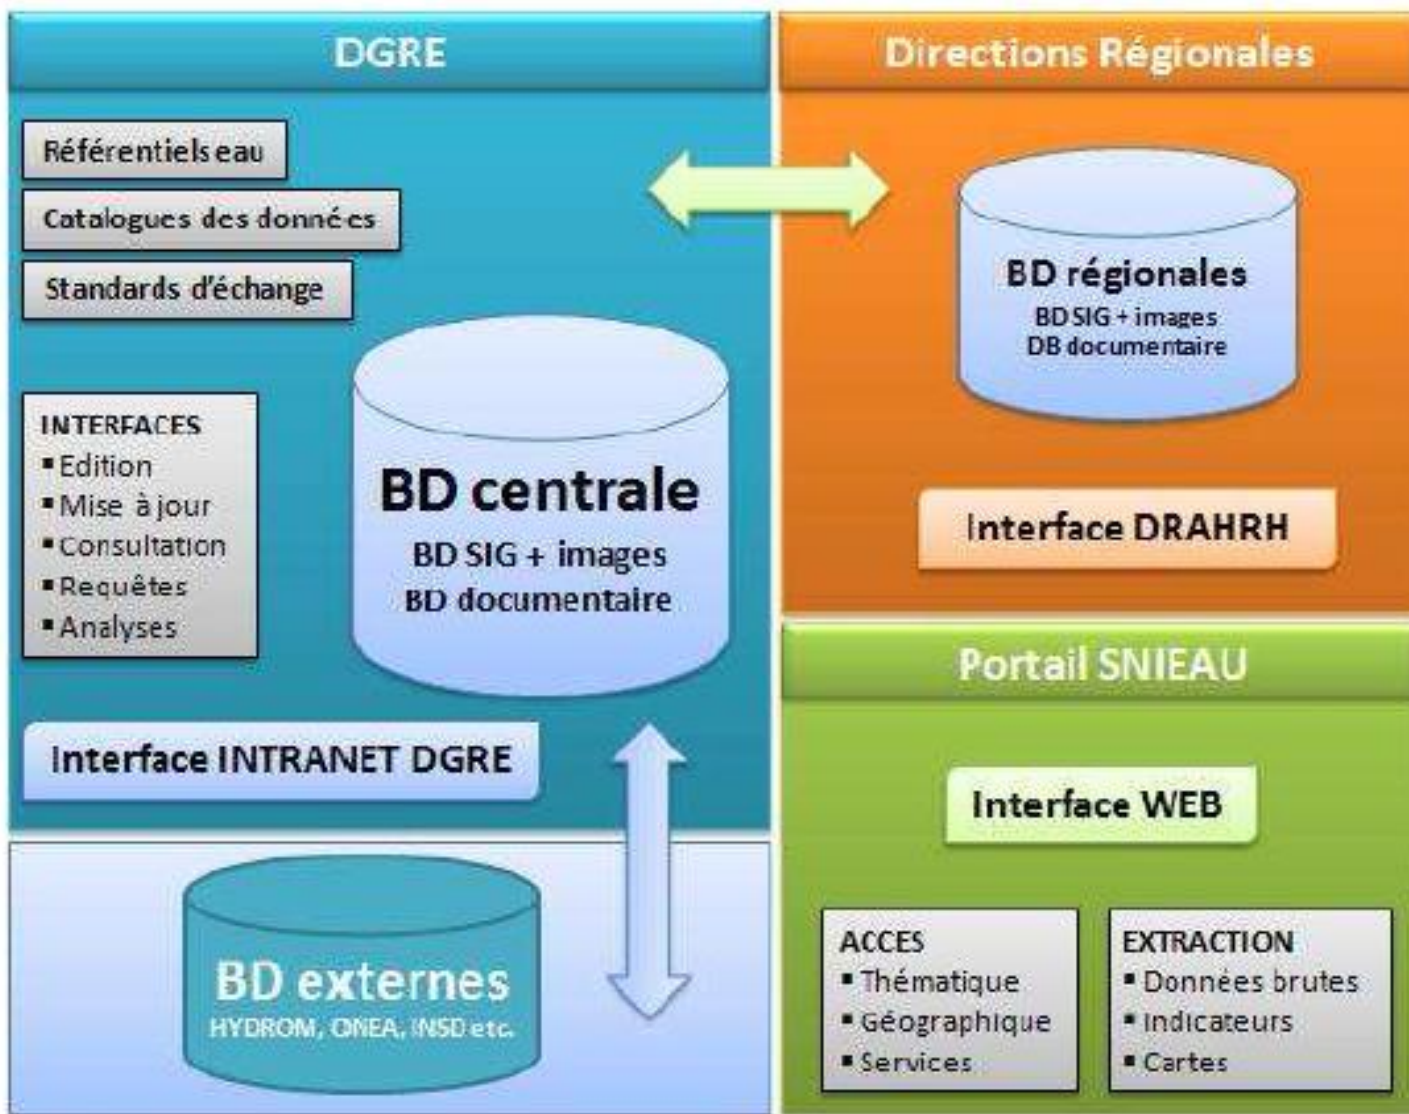 DGRE
Référentiels eau
Catalogues des données
Standards d'échange
INTERFACES
▪ Edition
▪ Mise à jour
▪ Consultation
▪ Requêtes
▪ Analyses
BD centrale
BD SIG + images
BD documentaire
Interface INTRANET DGRE
BD externes
HYDROM, ONEA, INSD etc.
Directions Régionales
BD régionales
BD SIG + images
DB documentaire
Interface DRAHRH
Portail SNIEAU
Interface WEB
ACCES
▪ Thématique
▪ Géographique
▪ Services
EXTRACTION
▪ Données brutes
▪ Indicateurs
▪ Cartes